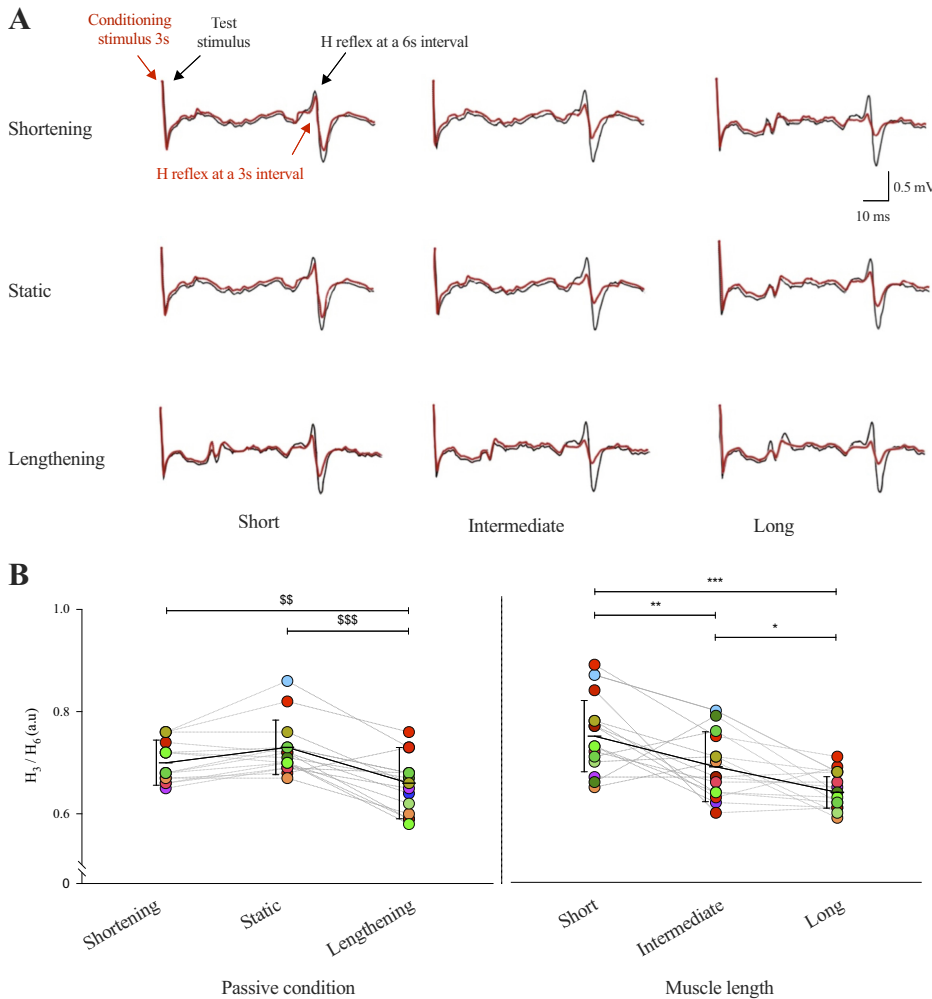 A
Conditioning
stimulus 3s
Test
stimulus
H reflex at a 6s interval
Shortening
H reflex at a 3s interval
0.5 mV
10 ms
Static
Lengthening
Short
Intermediate
Long
B
1.0
0.8
0.6
0
H3 / H6 (a.u)
$$
$$$
***
**
*
Shortening
Static
Lengthening
Short
Intermediate
Long
Passive condition
Muscle length